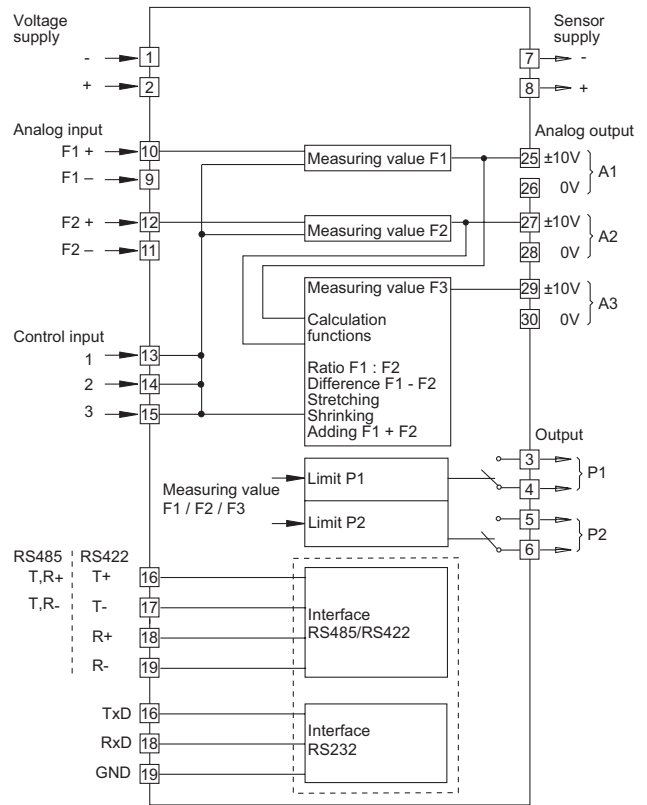 Voltage
supply
- 1
+ 2
Sensor
supply
7 -
8 +
Analog input
F1 + 10
F1 – 9
F2 + 12
F2 – 11
Measuring value F1
Measuring value F2
Analog output
25 ±10V
26 0V
A1
27 ±10V
28 0V
A2
29 ±10V
30 0V
A3
Measuring value F3
Calculation
functions
Ratio F1 : F2
Difference F1 - F2
Stretching
Shrinking
Adding F1 + F2
Control input
1 13
2 14
3 15
Output
3
4
P1
5
6
P2
Measuring value
F1 / F2 / F3
Limit P1
Limit P2
RS485 RS422
T,R+ T+ 16
T,R- T- 17
R+ 18
R- 19
Interface
RS485/RS422
TxD 16
RxD 18
GND 19
Interface
RS232